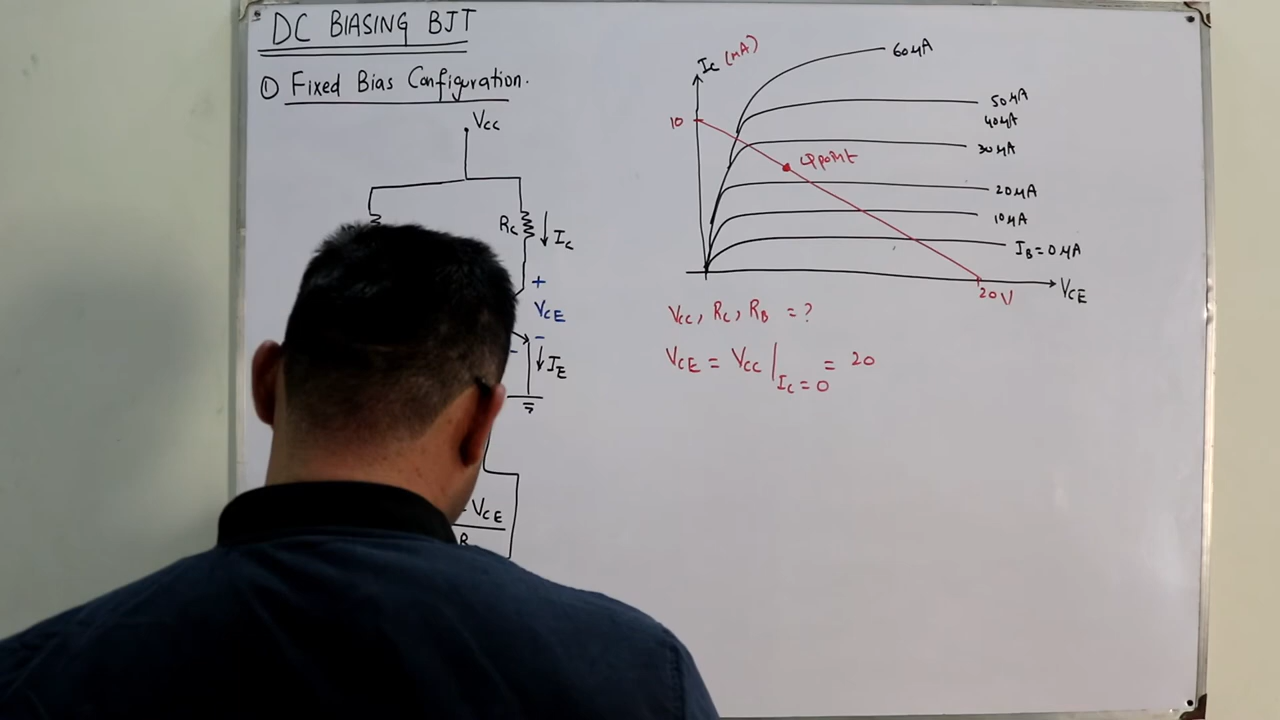 DC BIASING BJT
① Fixed Bias Configuration.
VCC
RC
IC
+
VCE
-
-
IE
- VCE
R
IC (mA)
60μA
50μA
40μA
10
30μA
Qpoint
20μA
10μA
IB=0μA
20V
VCE
VCC, RC, RB = ?
VCE = VCC | IC=0 = 20